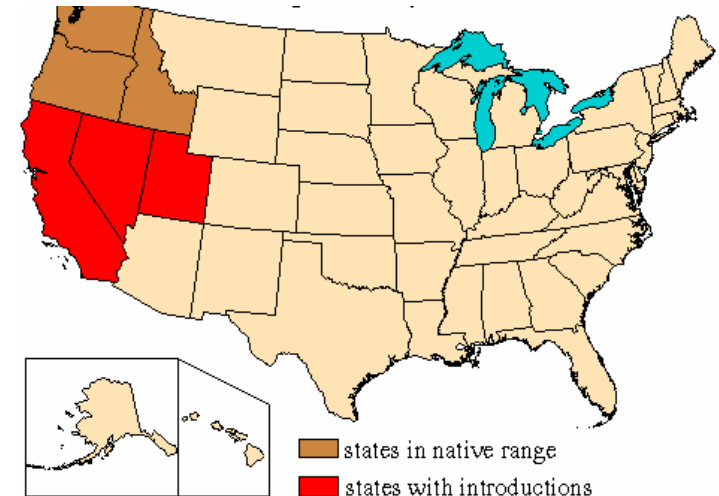 states in native range
states with introductions